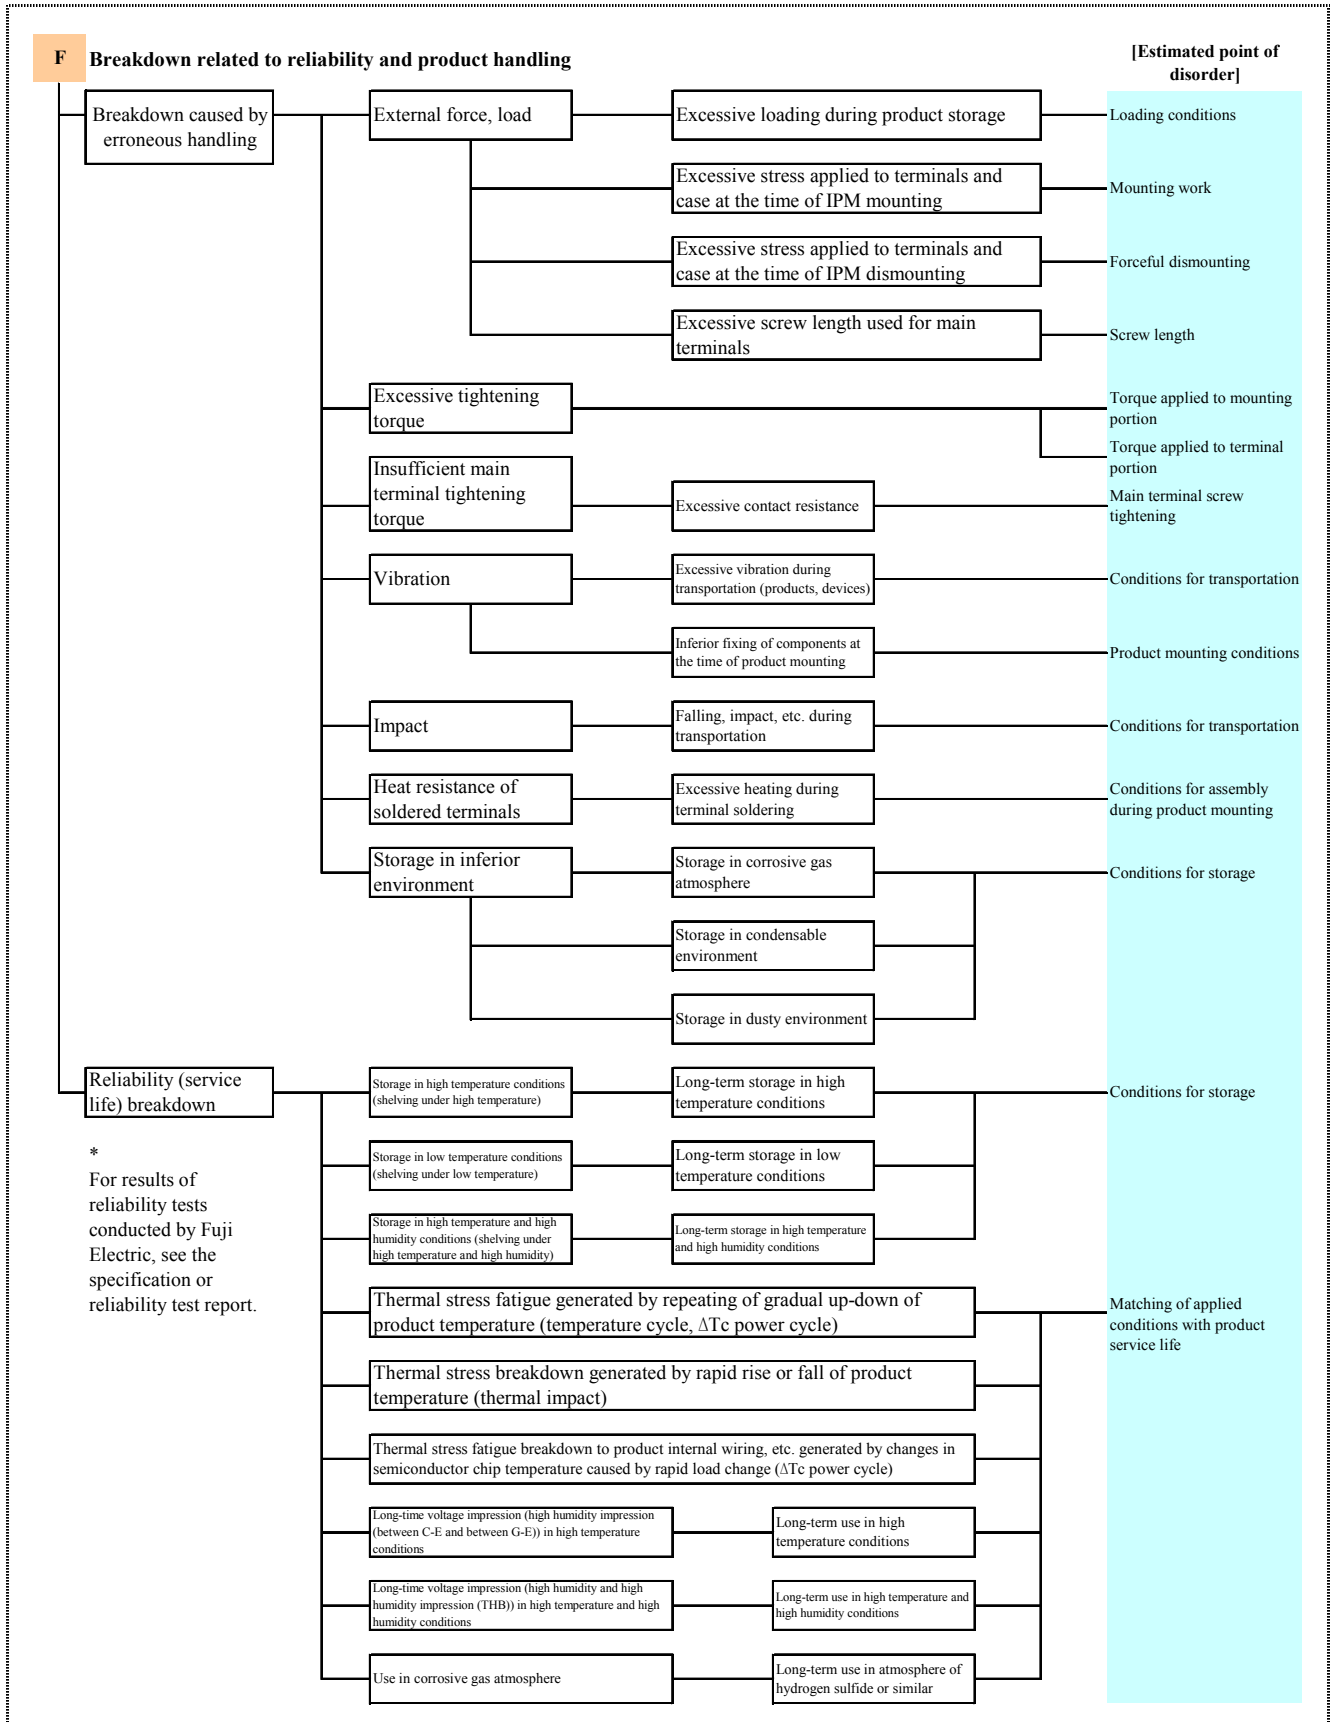 F
Breakdown related to reliability and product handling
[Estimated point of
disorder]
Breakdown caused by
erroneous handling
External force, load
Excessive loading during product storage
Loading conditions
Excessive stress applied to terminals and
case at the time of IPM mounting
Mounting work
Excessive stress applied to terminals and
case at the time of IPM dismounting
Forceful dismounting
Excessive screw length used for main
terminals
Screw length
Excessive tightening
torque
Torque applied to mounting
portion
Torque applied to terminal
portion
Insufficient main
terminal tightening
torque
Excessive contact resistance
Main terminal screw
tightening
Vibration
Excessive vibration during
transportation (products, devices)
Conditions for transportation
Inferior fixing of components at
the time of product mounting
Product mounting conditions
Impact
Falling, impact, etc. during
transportation
Conditions for transportation
Heat resistance of
soldered terminals
Excessive heating during
terminal soldering
Conditions for assembly
during product mounting
Storage in inferior
environment
Storage in corrosive gas
atmosphere
Conditions for storage
Storage in condensable
environment
Storage in dusty environment
Reliability (service
life) breakdown
Storage in high temperature conditions
(shelving under high temperature)
Long-term storage in high
temperature conditions
Conditions for storage
*
For results of
reliability tests
conducted by Fuji
Electric, see the
specification or
reliability test report.
Storage in low temperature conditions
(shelving under low temperature)
Long-term storage in low
temperature conditions
Storage in high temperature and high
humidity conditions (shelving under
high temperature and high humidity)
Long-term storage in high temperature
and high humidity conditions
Thermal stress fatigue generated by repeating of gradual up-down of
product temperature (temperature cycle, ΔTc power cycle)
Matching of applied
conditions with product
service life
Thermal stress breakdown generated by rapid rise or fall of product
temperature (thermal impact)
Thermal stress fatigue breakdown to product internal wiring, etc. generated by changes in
semiconductor chip temperature caused by rapid load change (ΔTc power cycle)
Long-time voltage impression (high humidity impression
(between C-E and between G-E)) in high temperature
conditions
Long-term use in high
temperature conditions
Long-time voltage impression (high humidity and high
humidity impression (THB)) in high temperature and high
humidity conditions
Long-term use in high temperature and
high humidity conditions
Use in corrosive gas atmosphere
Long-term use in atmosphere of
hydrogen sulfide or similar